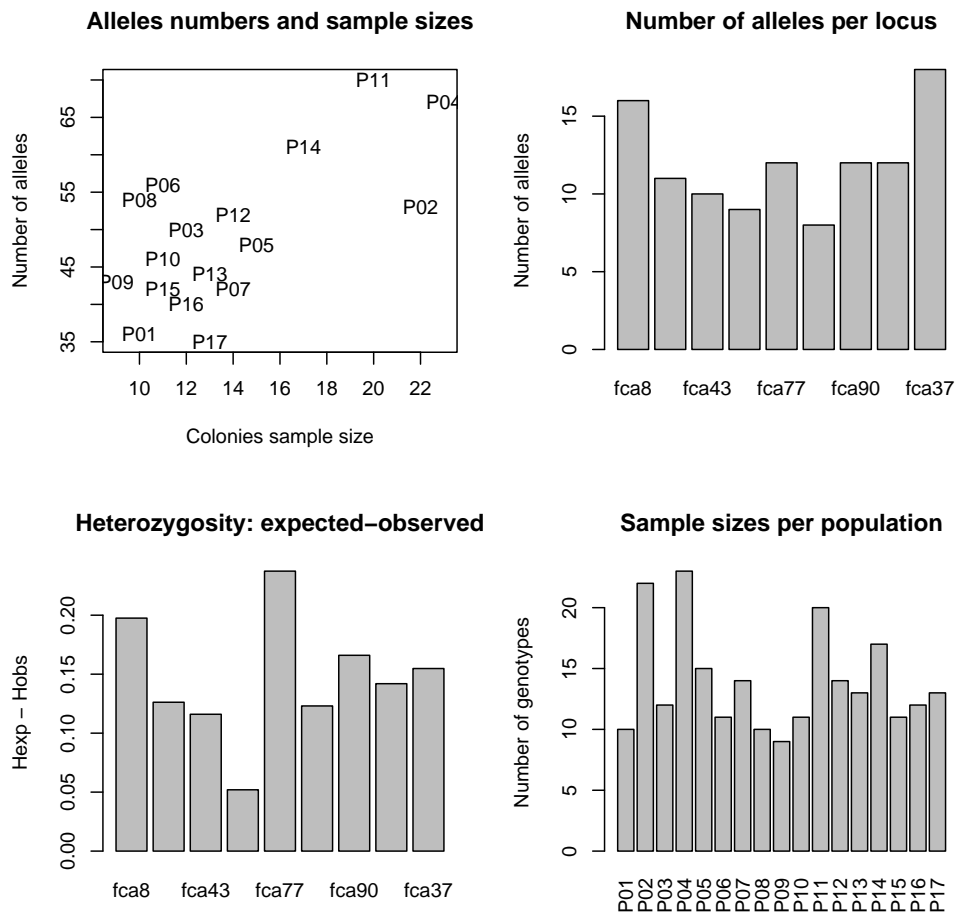 Alleles numbers and sample sizes
Number of alleles
65
55
45
35
P11
P04
P14
P06
P08
P02
P12
P03
P05
P10
P13
P09
P15
P07
P16
P01
P17
10 12 14 16 18 20 22
Colonies sample size
Number of alleles per locus
Number of alleles
15
10
5
0
fca8 fca43 fca77 fca90 fca37
Heterozygosity: expected−observed
Hexp − Hobs
0.20
0.15
0.10
0.05
0.00
fca8 fca43 fca77 fca90 fca37
Sample sizes per population
Number of genotypes
20
15
10
5
0
P01 P02 P03 P04 P05 P06 P07 P08 P09 P10 P11 P12 P13 P14 P15 P16 P17